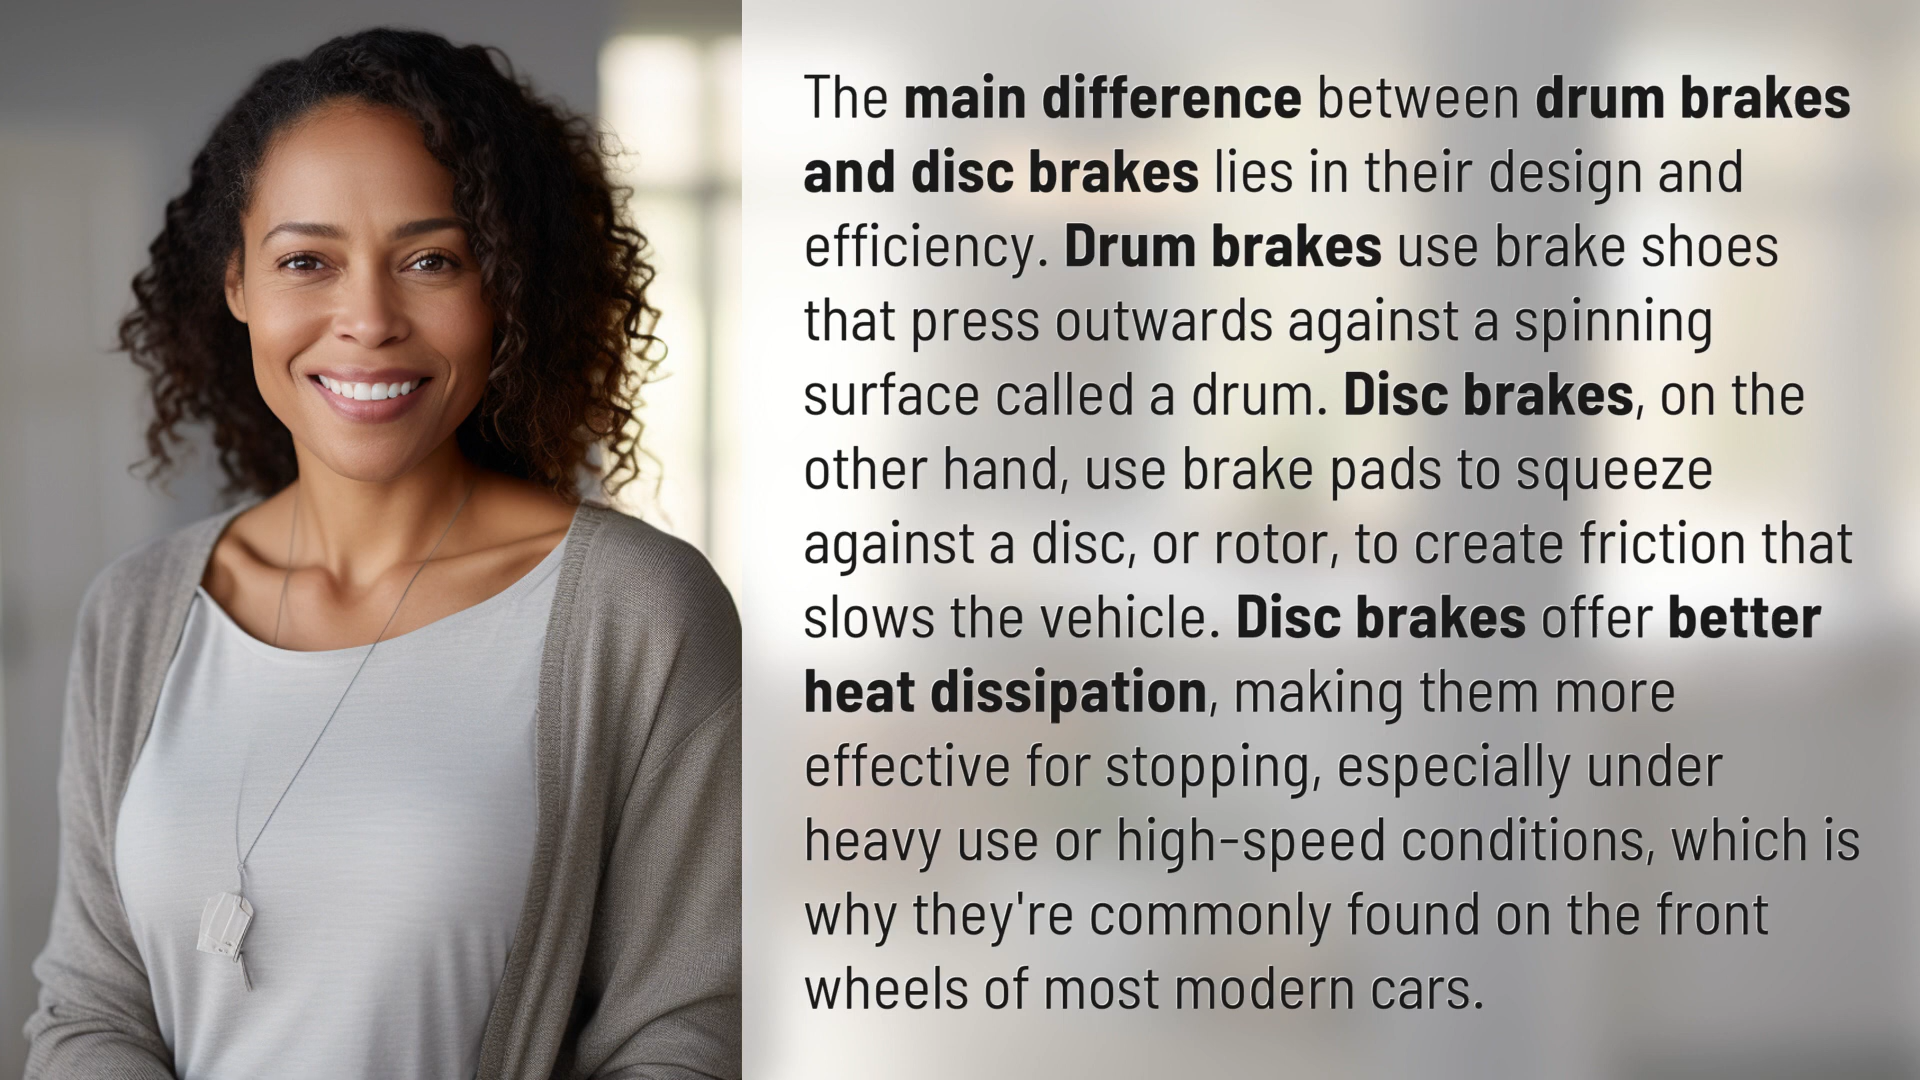 The main difference between drum brakes
and disc brakes lies in their design and
efficiency. Drum brakes use brake shoes
that press outwards against a spinning
surface called a drum. Disc brakes, on the
other hand, use brake pads to squeeze
against a disc, or rotor, to create friction that
slows the vehicle. Disc brakes offer better
heat dissipation, making them more
effective for stopping, especially under
heavy use or high-speed conditions, which is
why they're commonly found on the front
wheels of most modern cars.